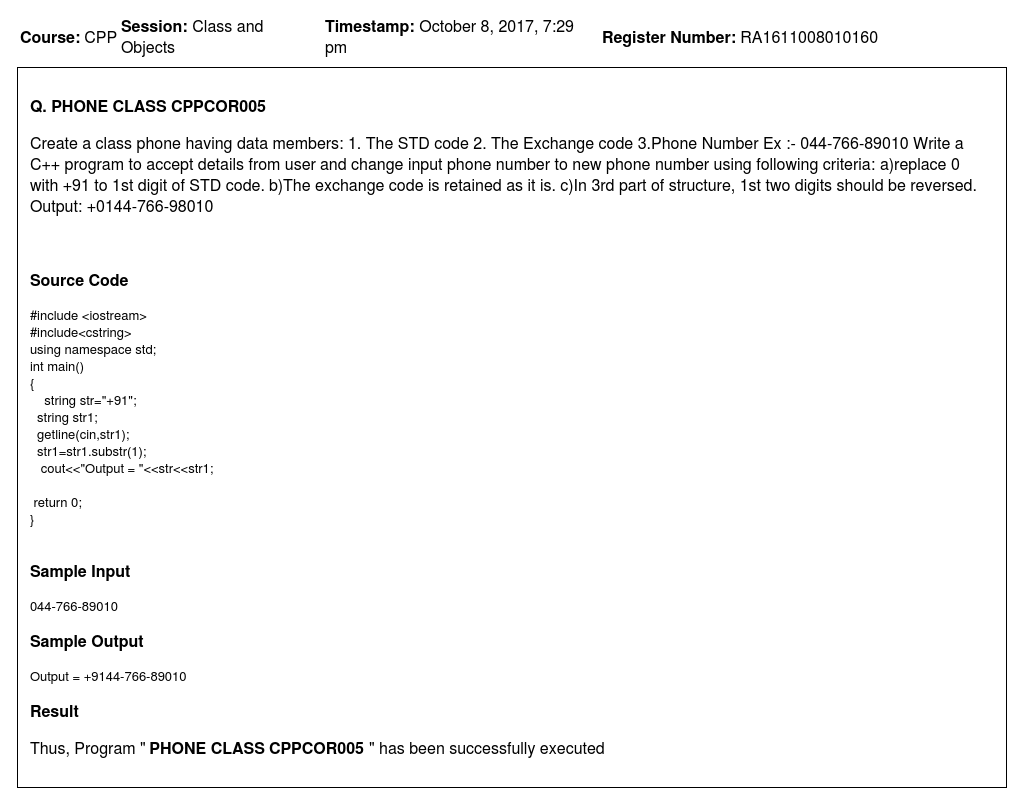 Course: CPP Session: Class and Objects Timestamp: October 8, 2017, 7:29 pm Register Number: RA1611008010160
Q. PHONE CLASS CPPCOR005
Create a class phone having data members: 1. The STD code 2. The Exchange code 3.Phone Number Ex :- 044-766-89010 Write a
C++ program to accept details from user and change input phone number to new phone number using following criteria: a)replace 0
with +91 to 1st digit of STD code. b)The exchange code is retained as it is. c)In 3rd part of structure, 1st two digits should be reversed.
Output: +0144-766-98010
Source Code
#include <iostream>
#include<cstring>
using namespace std;
int main()
{
string str="+91";
string str1;
getline(cin,str1);
str1=str1.substr(1);
cout<<"Output = "<<str<<str1;
return 0;
}
Sample Input
044-766-89010
Sample Output
Output = +9144-766-89010
Result
Thus, Program " PHONE CLASS CPPCOR005 " has been successfully executed